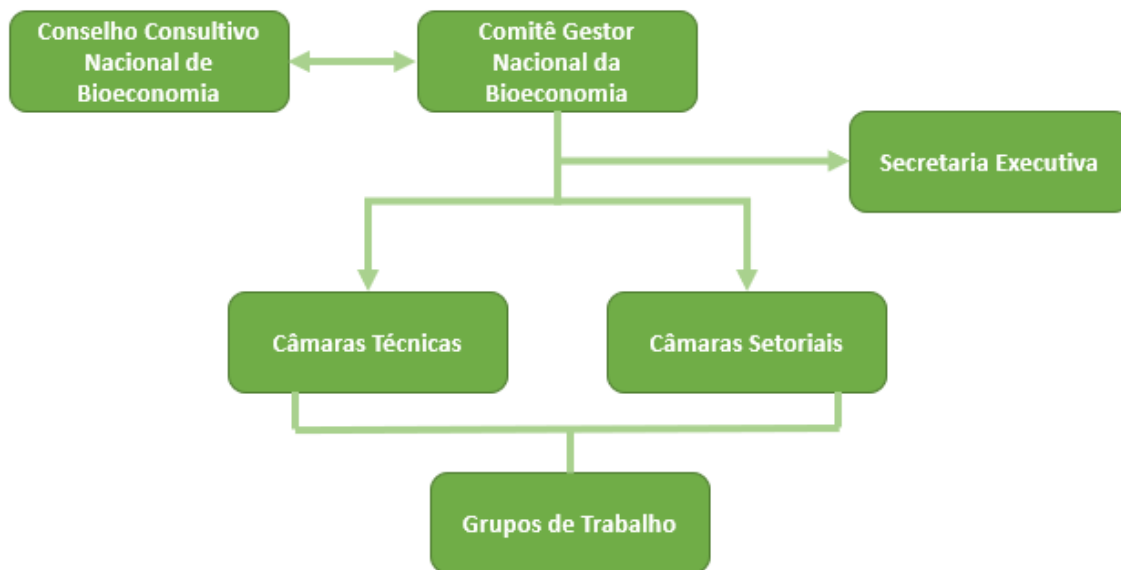 Conselho Consultivo
Nacional de
Bioeconomia
Comitê Gestor
Nacional da
Bioeconomia
Secretaria Executiva
Câmaras Técnicas
Câmaras Setoriais
Grupos de Trabalho